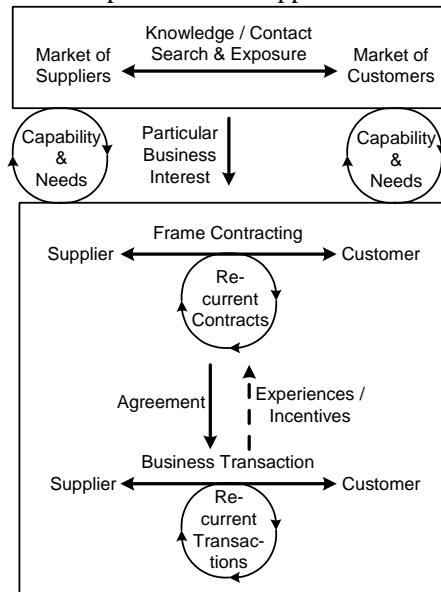 Knowledge / Contact
Search & Exposure
Market of
Suppliers
Market of
Customers
Capability
&
Needs
Particular
Business
Interest
Capability
&
Needs
Frame Contracting
Supplier
Customer
Re-
current
Contracts
Agreement
Experiences /
Incentives
Business Transaction
Supplier
Customer
Re-
current
Transac-
tions